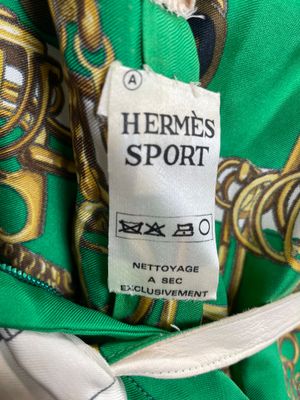 A
HERMÈS
SPORT
NETTOYAGE
A SEC
EXCLUSIVEMENT